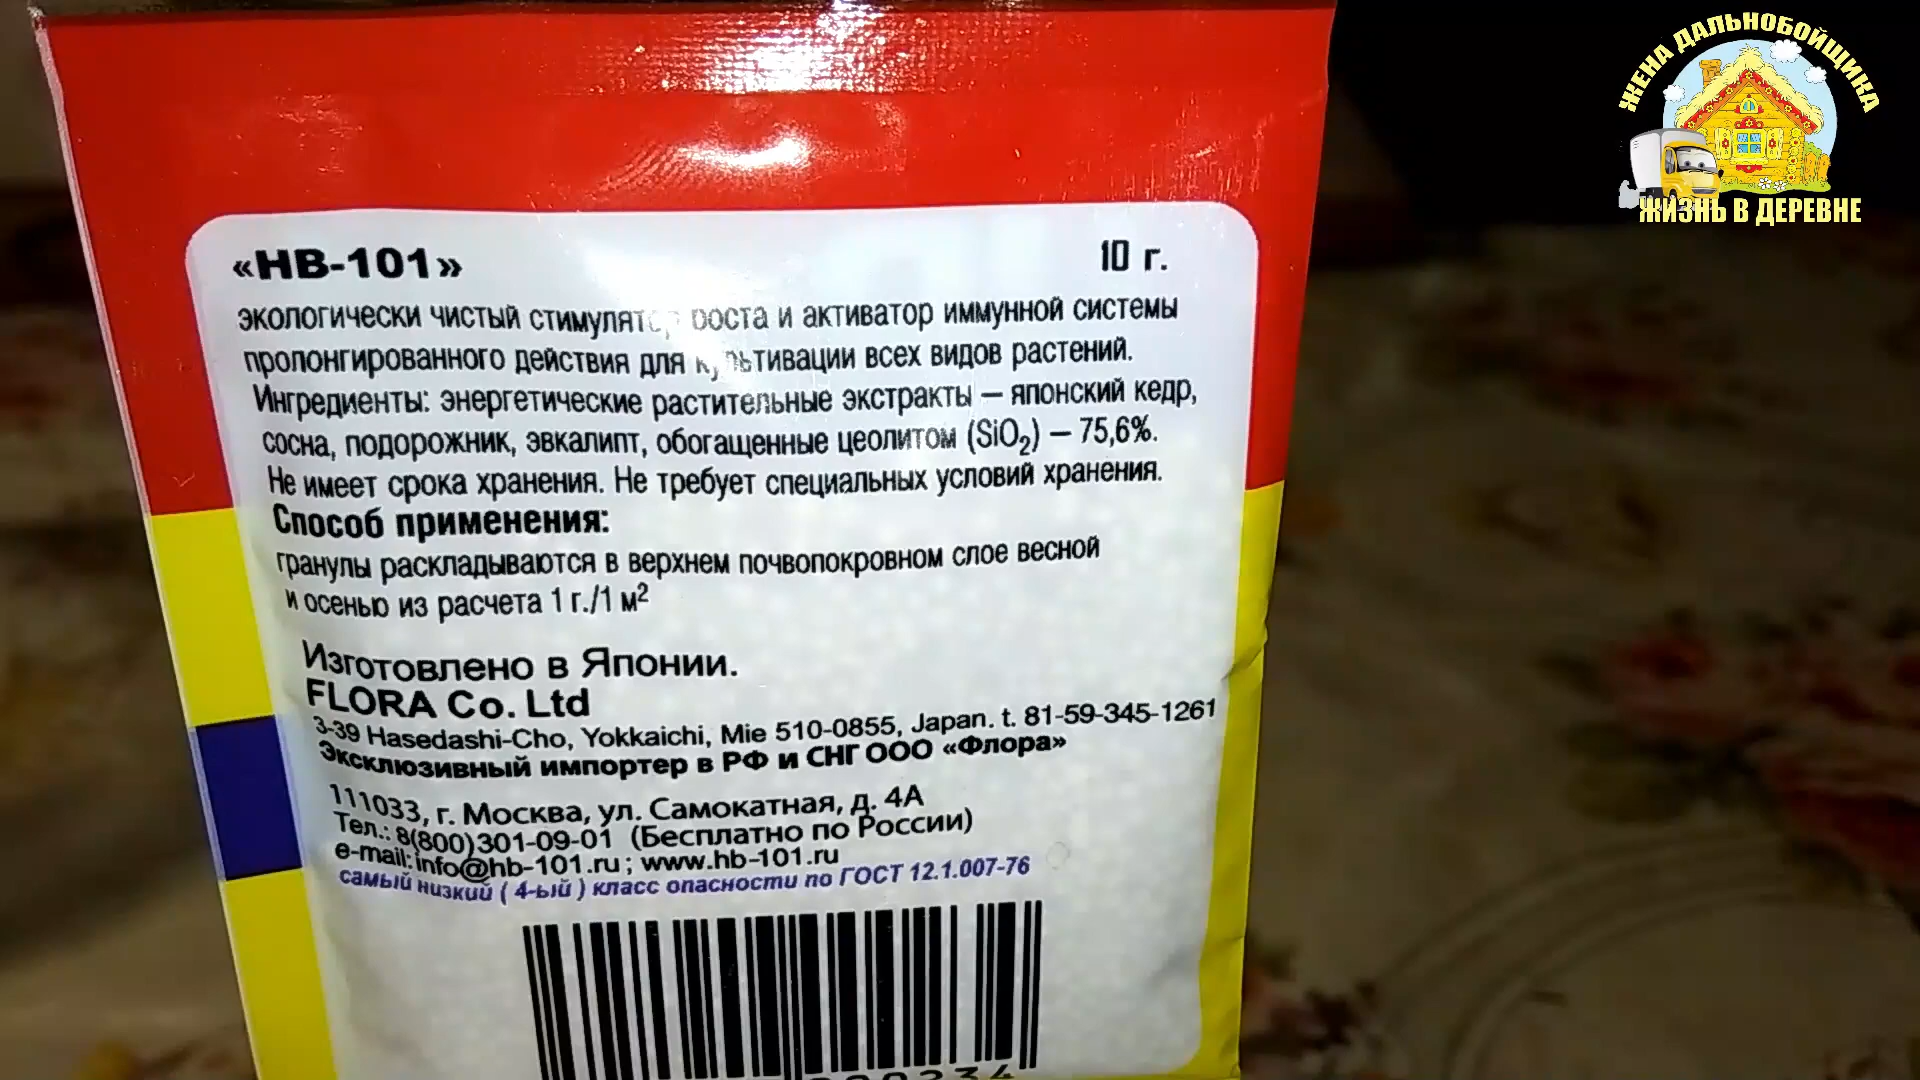 ЖЕНА ДАЛЬНОБОЙЩИКА
ЖИЗНЬ В ДЕРЕВНЕ
«НВ-101» 10 г.
экологически чистый стимулятор роста и активатор иммунной системы
пролонгированного действия для культивации всех видов растений.
Ингредиенты: энергетические растительные экстракты – японский кедр,
сосна, подорожник, эвкалипт, обогащенные цеолитом (SiO₂) – 75,6%.
Не имеет срока хранения. Не требует специальных условий хранения.
Способ применения:
гранулы раскладываются в верхнем почвопокровном слое весной
и осенью из расчета 1 г./1 м²
Изготовлено в Японии.
FLORA Co. Ltd
3-39 Hasedashi-Cho, Yokkaichi, Mie 510-0855, Japan. t. 81-59-345-1261
Эксклюзивный импортер в РФ и СНГ ООО «Флора»
111033, г. Москва, ул. Самокатная, д. 4А
Тел.: 8(800)301-09-01 (Бесплатно по России)
e-mail: info@hb-101.ru ; www.hb-101.ru
самый низкий ( 4-ый ) класс опасности по ГОСТ 12.1.007-76